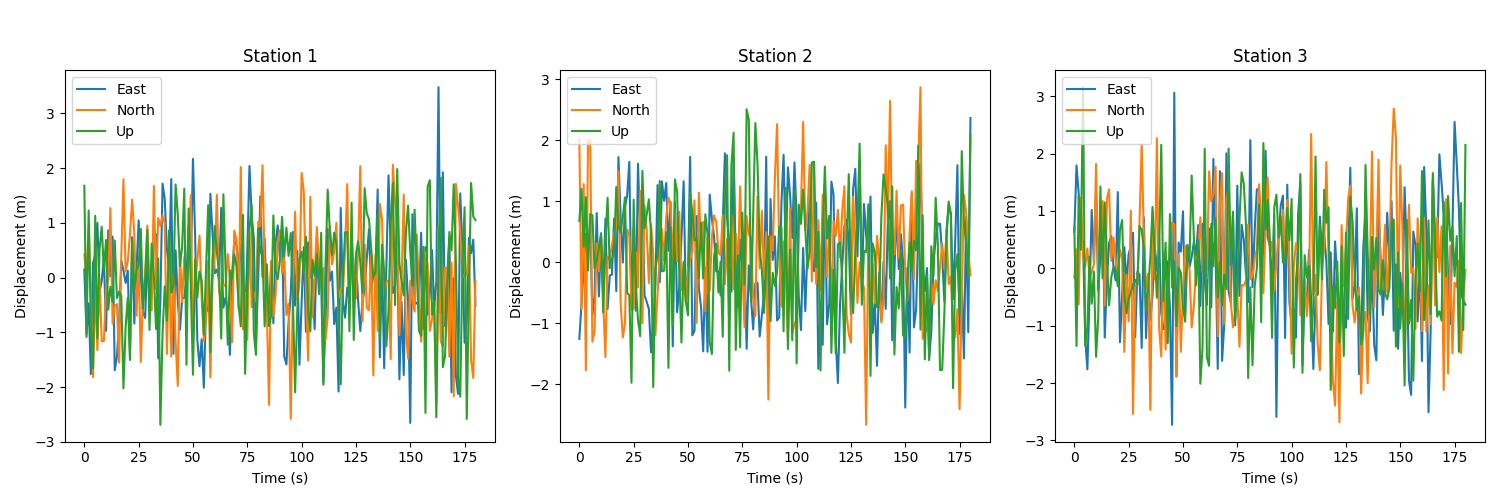 Station 1
East
North
Up
Displacement (m)
3
2
1
0
−1
−2
−3
0 25 50 75 100 125 150 175
Time (s)
Station 2
East
North
Up
Displacement (m)
3
2
1
0
−1
−2
0 25 50 75 100 125 150 175
Time (s)
Station 3
East
North
Up
Displacement (m)
3
2
1
0
−1
−2
−3
0 25 50 75 100 125 150 175
Time (s)